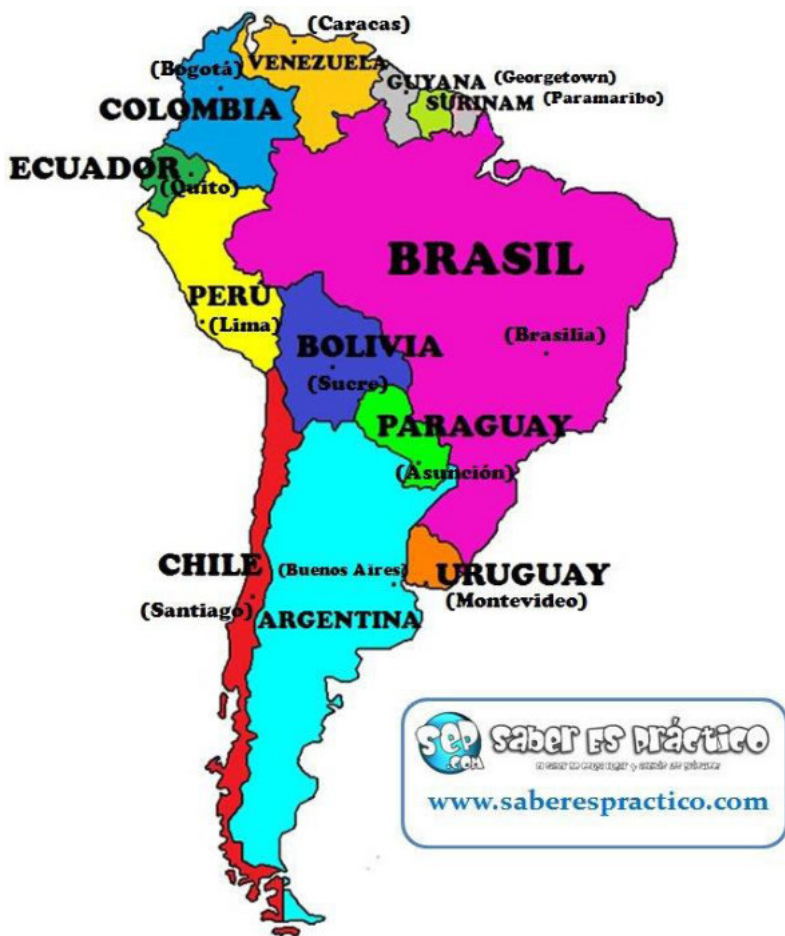 (Caracas)
VENEZUELA
(Bogotá)
GUYANA (Georgetown)
SURINAM (Paramaribo)
COLOMBIA
ECUADOR
(Quito)
BRASIL
PERÚ
(Lima)
(Brasilia)
BOLIVIA
(Sucre)
PARAGUAY
(Asunción)
CHILE
(Buenos Aires)
URUGUAY
(Montevideo)
(Santiago)
ARGENTINA
sep
.com
SABER ES PRÁCTICO
www.saberespractico.com